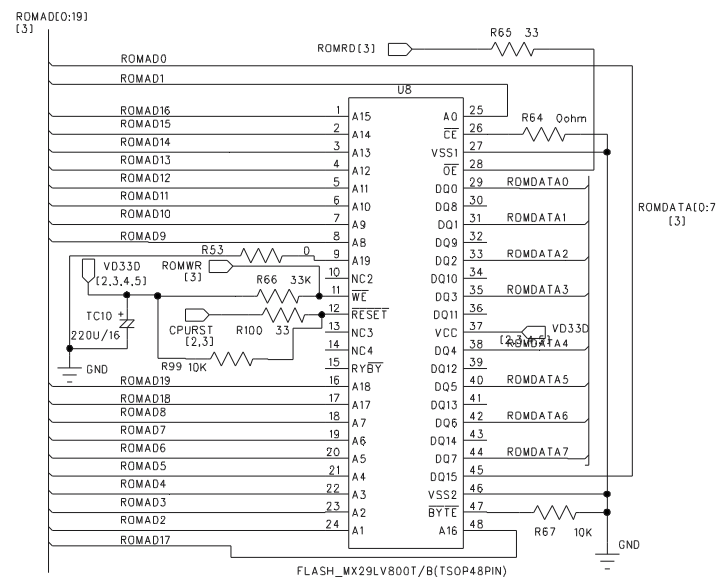 ROMAD[0:19]
[3]
ROMRD[3]
R65 33
ROMAD0
ROMAD1
U8
ROMAD16 1 A15 A0 25
ROMAD15 2 A14 CE 26 R64 0ohm
ROMAD14 3 A13 VSS1 27
ROMAD13 4 A12 OE 28
ROMAD12 5 A11 DQ0 29 ROMDATA0
ROMAD11 6 A10 DQ8 30
ROMAD10 7 A9 DQ1 31 ROMDATA1
ROMDATA[0:7
[3]
ROMAD9 8 A8 DQ9 32
R53 0 9 A19 DQ2 33 ROMDATA2
VD33D
[2,3,4,5]
ROMWR
[3]
10 NC2 DQ10 34
R66 33K 11 WE DQ3 35 ROMDATA3
TC10 +
220U/16
CPURST
[2,3]
R100 33
12 RESET DQ11 36
13 NC3 VCC 37 VD33D
[2,3,4,5]
14 NC4 DQ4 38 ROMDATA4
GND
R99 10K
15 RYBY DQ12 39
ROMAD19 16 A18 DQ5 40 ROMDATA5
ROMAD18 17 A17 DQ13 41
ROMAD8 18 A7 DQ6 42 ROMDATA6
ROMAD7 19 A6 DQ14 43
ROMAD6 20 A5 DQ7 44 ROMDATA7
ROMAD5 21 A4 DQ15 45
ROMAD4 22 A3 VSS2 46
ROMAD3 23 A2 BYTE 47
R67 10K
ROMAD2 24 A1 A16 48
ROMAD17
GND
FLASH_MX29LV800T/B(TSOP48PIN)